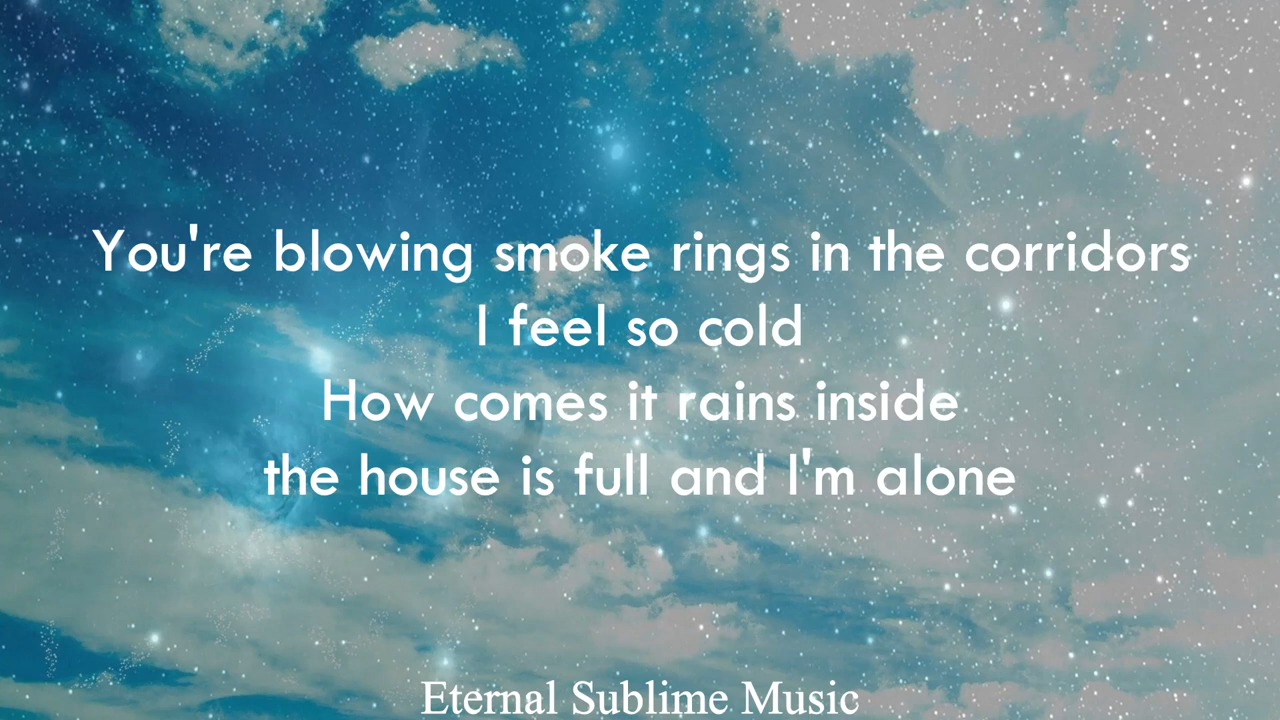 You're blowing smoke rings in the corridors
I feel so cold
How comes it rains inside
the house is full and I'm alone
Eternal Sublime Music